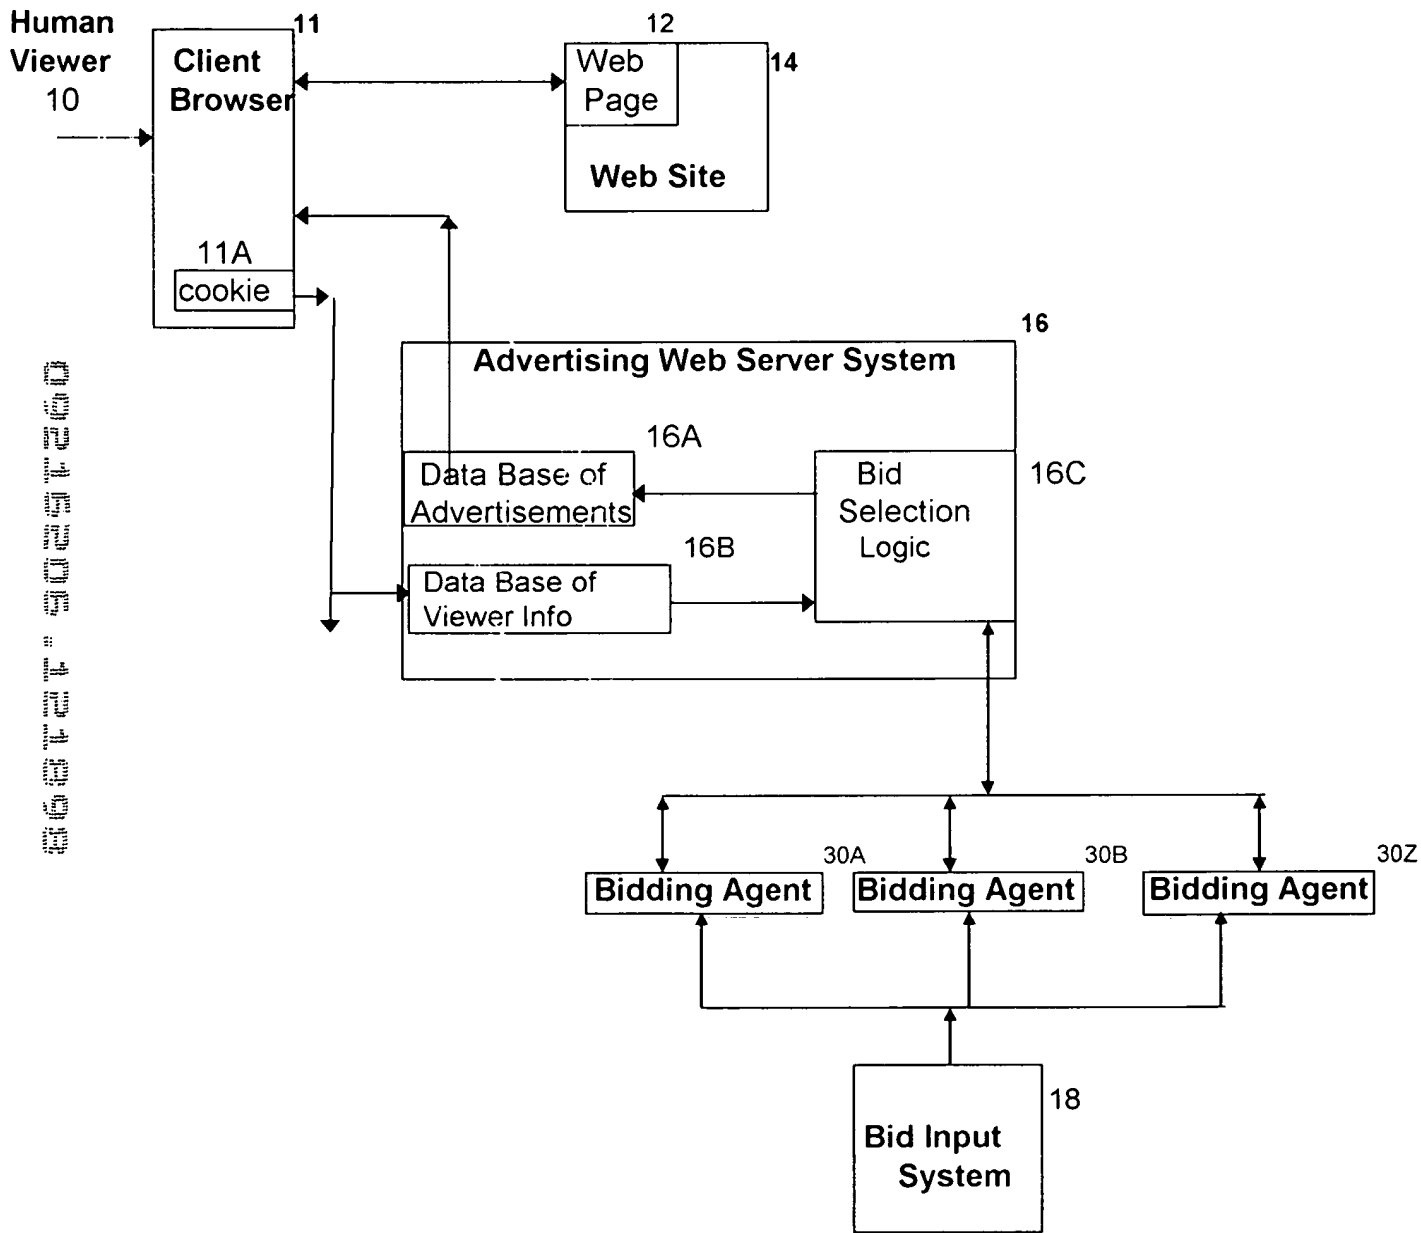 Human
Viewer
10
11
Client
Browser
11A
cookie
12
Web
Page
14
Web Site
16
Advertising Web Server System
16A
Data Base of
Advertisements
16B
Data Base of
Viewer Info
16C
Bid
Selection
Logic
30A
Bidding Agent
30B
Bidding Agent
30Z
Bidding Agent
18
Bid Input
System
09216206.121898